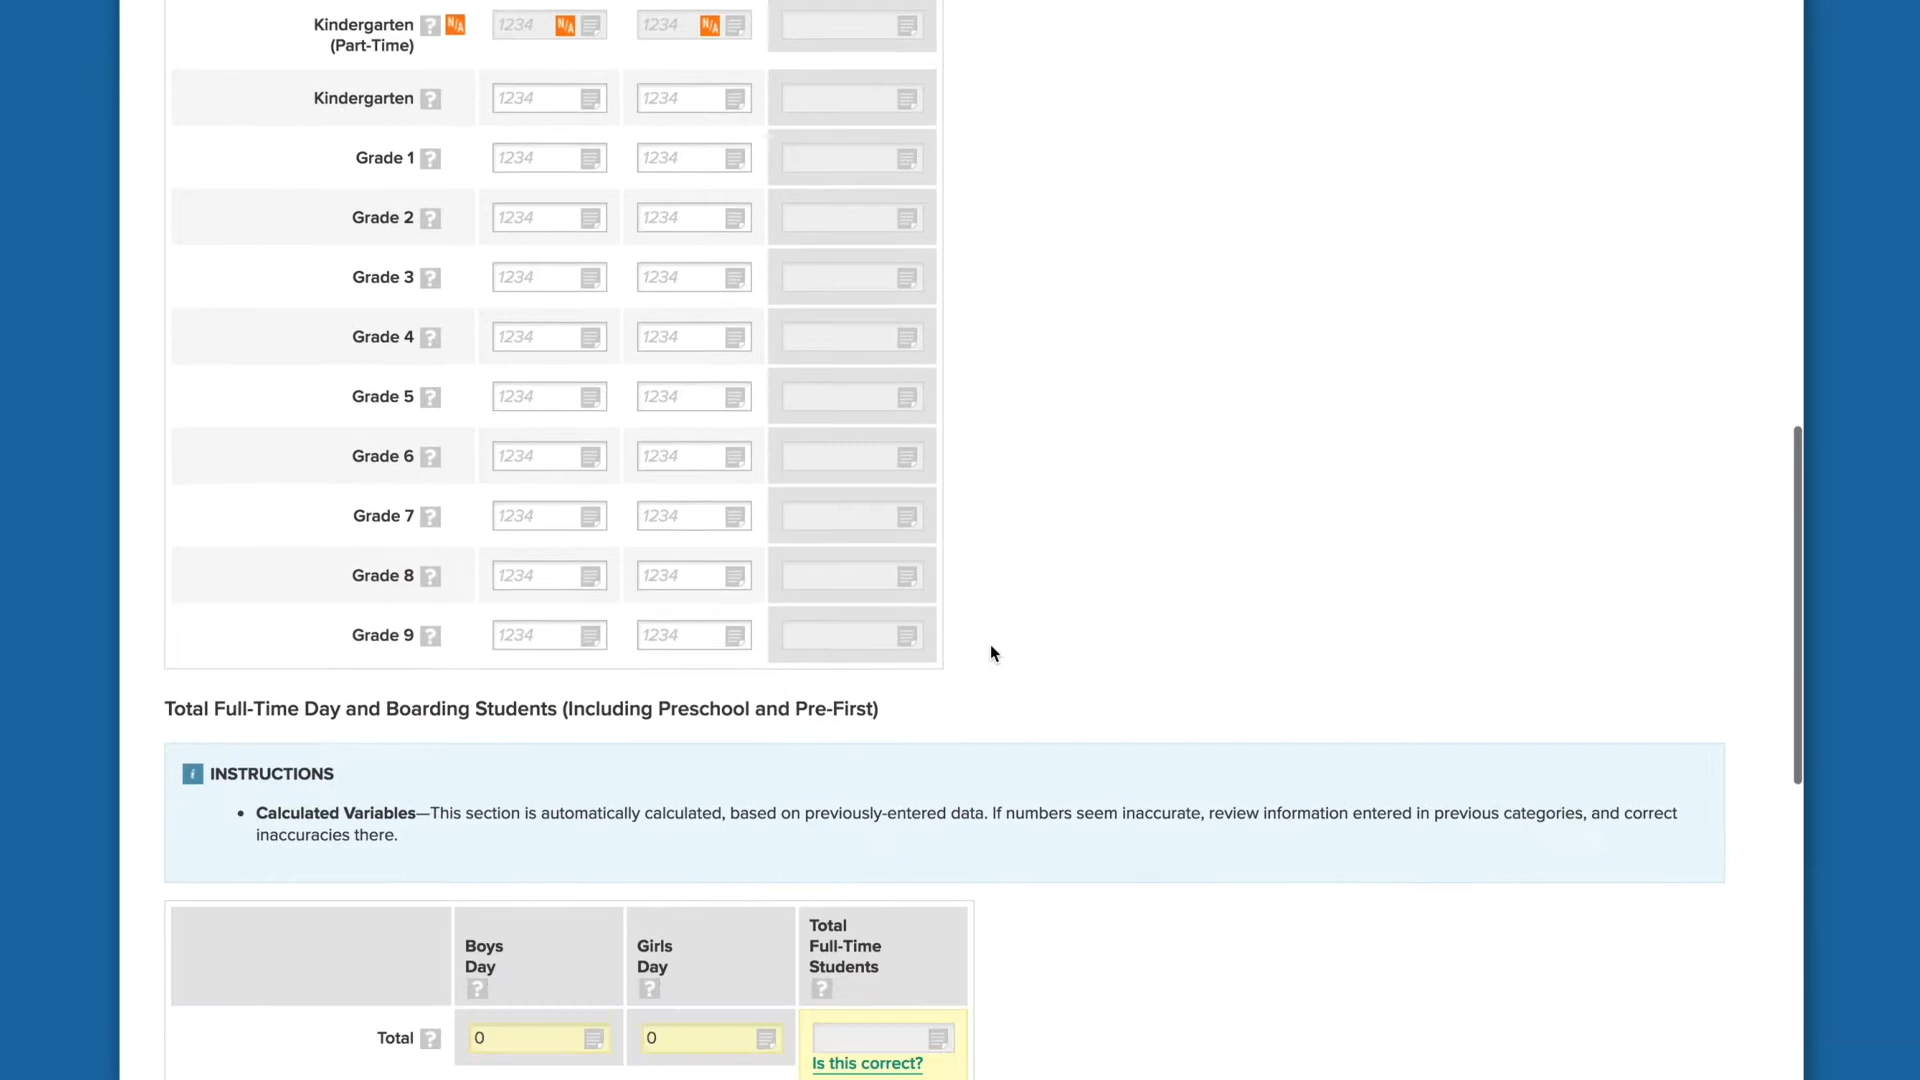 Kindergarten ? N/A 1234 N/A 1234 N/A
(Part-Time)
Kindergarten ? 1234 1234
Grade 1 ? 1234 1234
Grade 2 ? 1234 1234
Grade 3 ? 1234 1234
Grade 4 ? 1234 1234
Grade 5 ? 1234 1234
Grade 6 ? 1234 1234
Grade 7 ? 1234 1234
Grade 8 ? 1234 1234
Grade 9 ? 1234 1234
Total Full-Time Day and Boarding Students (Including Preschool and Pre-First)
i INSTRUCTIONS
• Calculated Variables—This section is automatically calculated, based on previously-entered data. If numbers seem inaccurate, review information entered in previous categories, and correct
inaccuracies there.
Boys
Day
?
Girls
Day
?
Total
Full-Time
Students
?
Total ? 0 0
Is this correct?